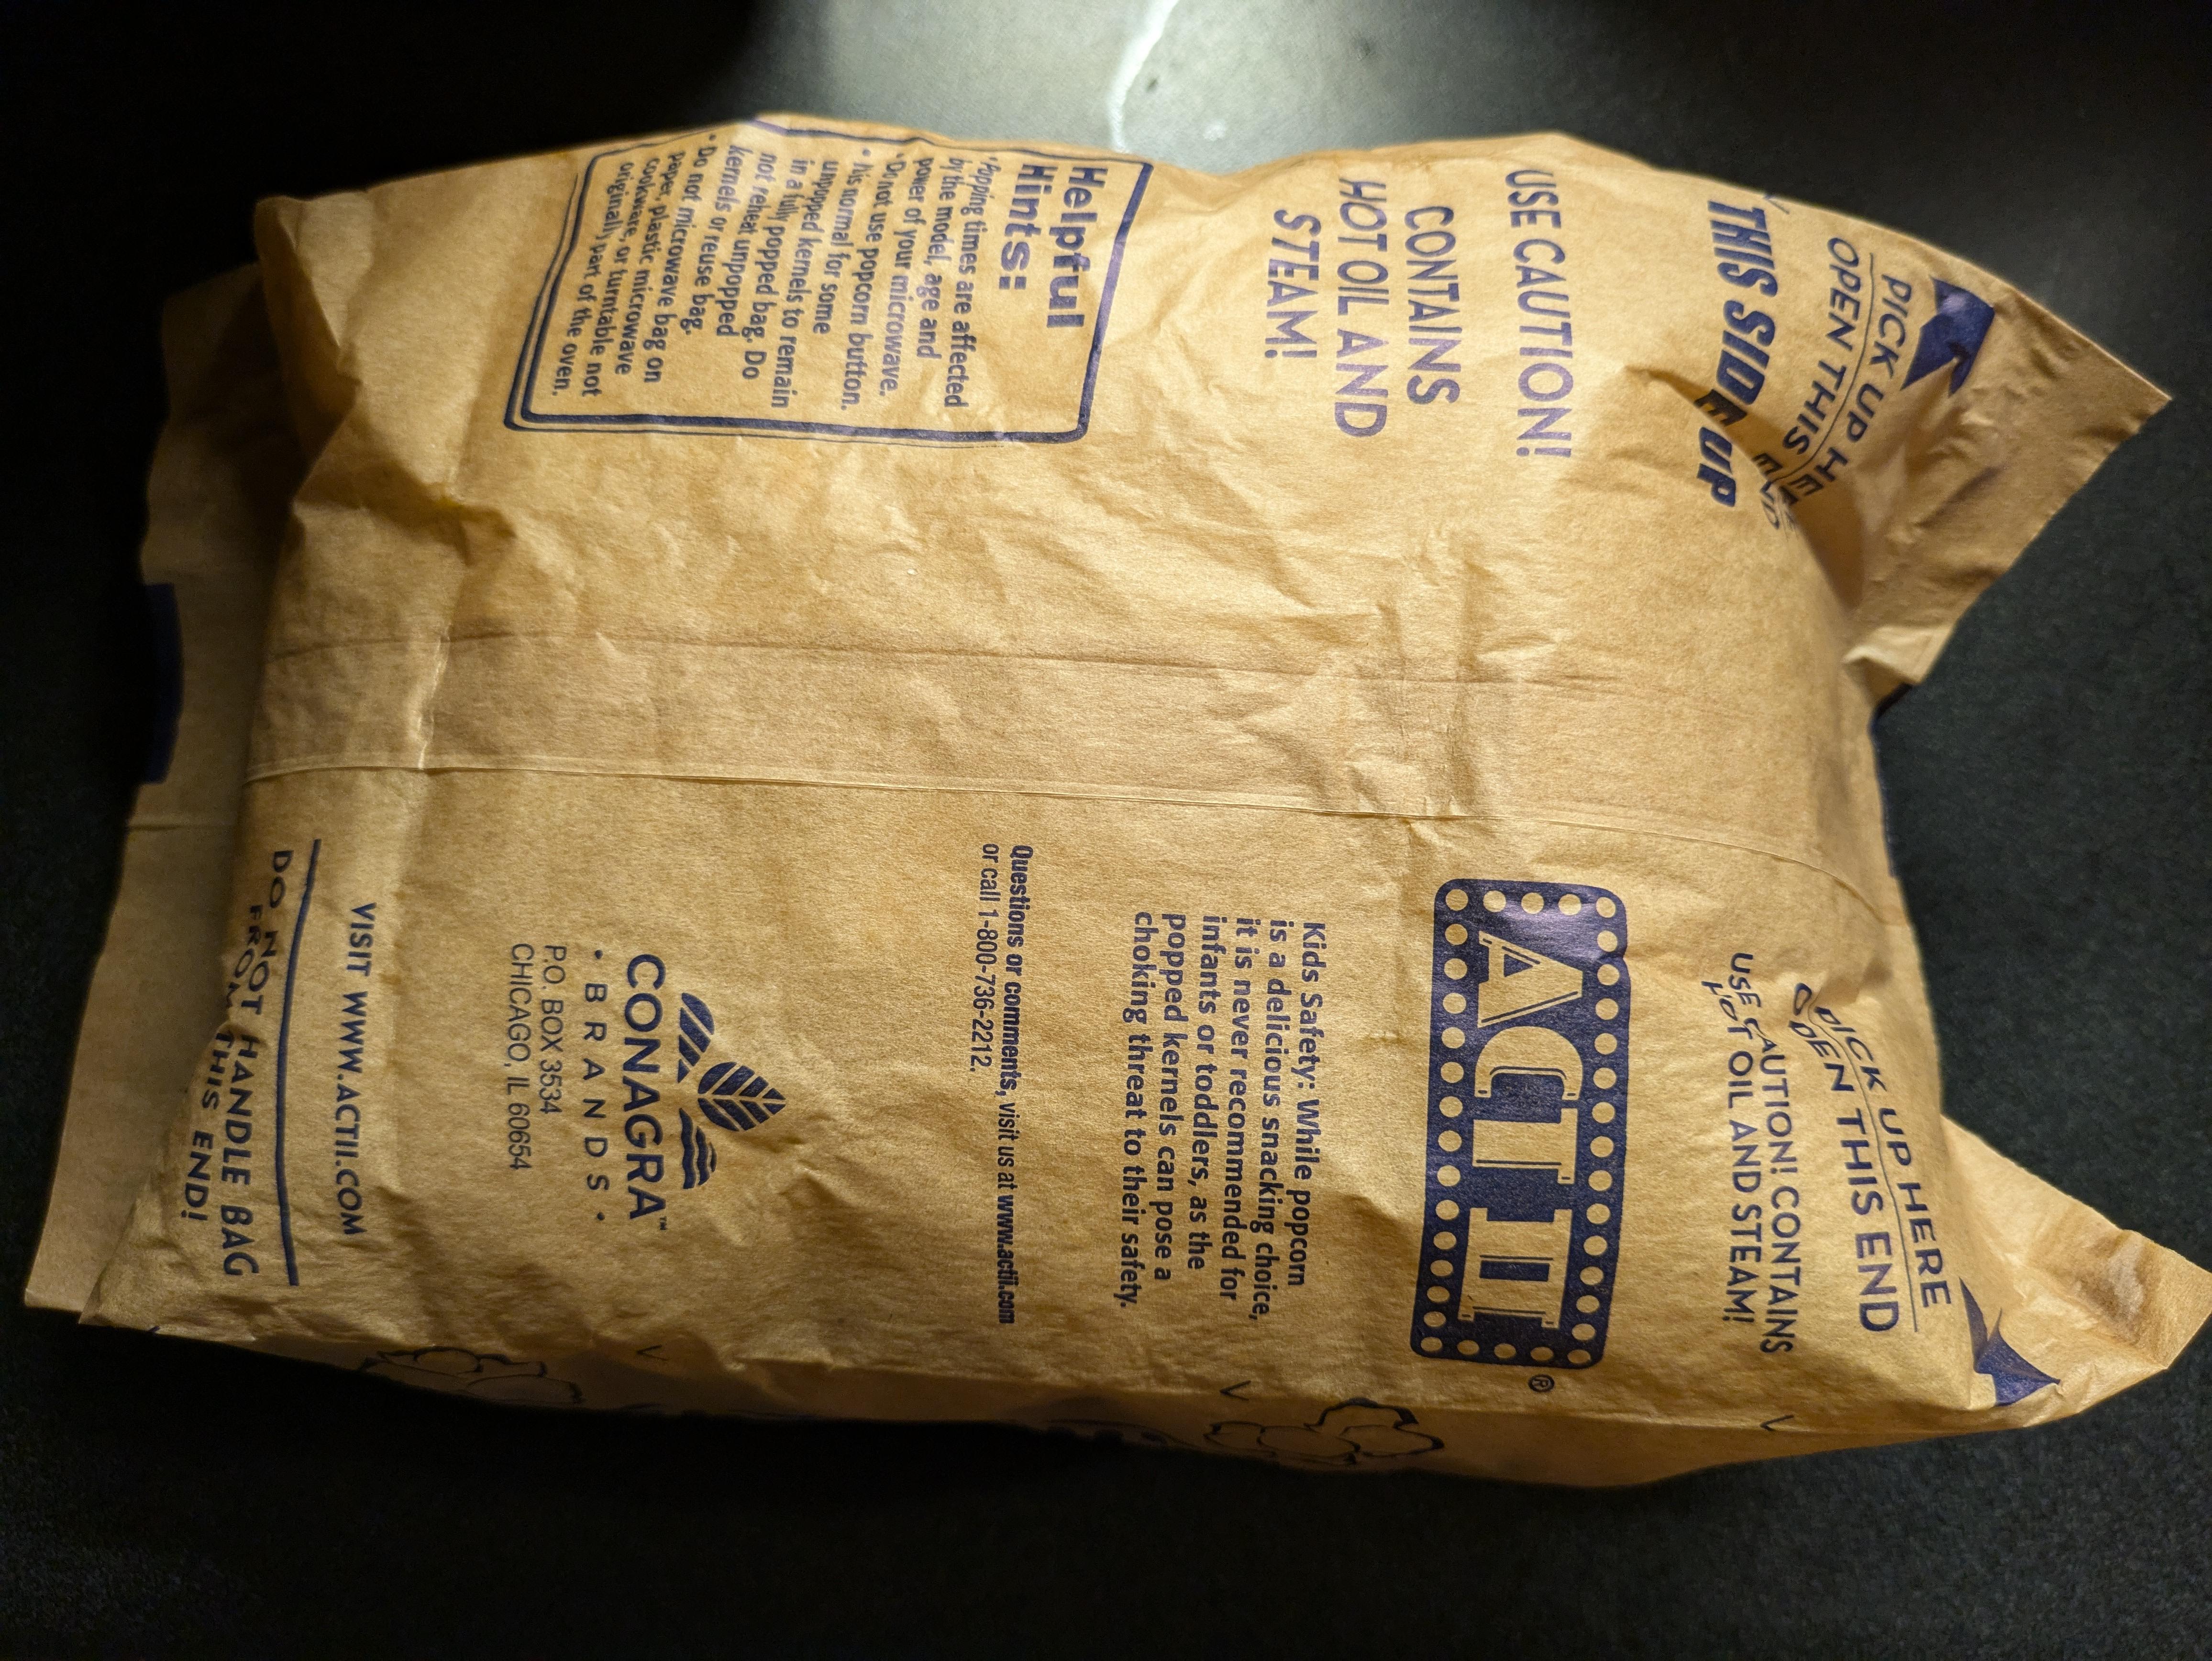 PICK UP HERE
OPEN THIS END
THIS SIDE UP
USE CAUTION!
CONTAINS
HOT OIL AND
STEAM!
Helpful
Hints:
•Popping times are affected
by the model, age and
power of your microwave.
•Do not use popcorn button.
• It is normal for some
unpopped kernels to remain
in a fully popped bag. Do
not reheat unpopped
kernels or reuse bag.
•Do not microwave bag on
paper, plastic microwave
cookware, or turntable not
originally part of the oven.
PICK UP HERE
OPEN THIS END
USE CAUTION! CONTAINS
HOT OIL AND STEAM!
ACT II®
Kids Safety: While popcorn
is a delicious snacking choice,
it is never recommended for
infants or toddlers, as the
popped kernels can pose a
choking threat to their safety.
Questions or comments, visit us at www.actii.com
or call 1-800-736-2212.
CONAGRA™
• BRANDS •
P.O. BOX 3534
CHICAGO, IL 60654
VISIT WWW.ACTII.COM
DO NOT HANDLE BAG
FROM THIS END!